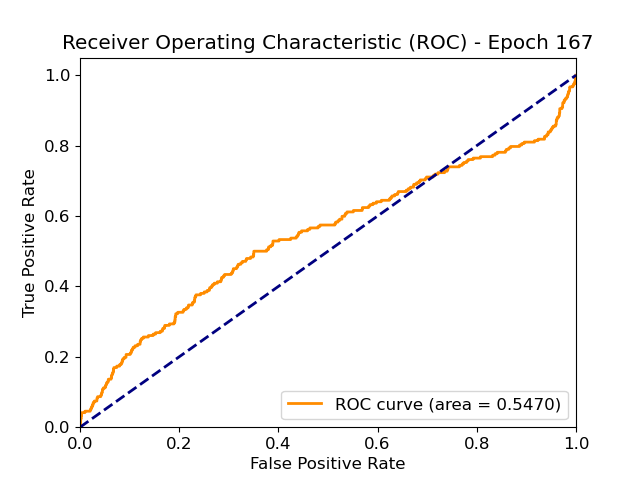 Receiver Operating Characteristic (ROC) - Epoch 167
1.0
0.8
0.6
0.4
0.2
0.0
True Positive Rate
ROC curve (area = 0.5470)
0.0 0.2 0.4 0.6 0.8 1.0
False Positive Rate